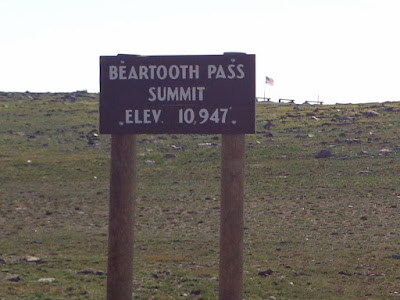 BEARTOOTH PASS
SUMMIT
ELEV. 10,947'